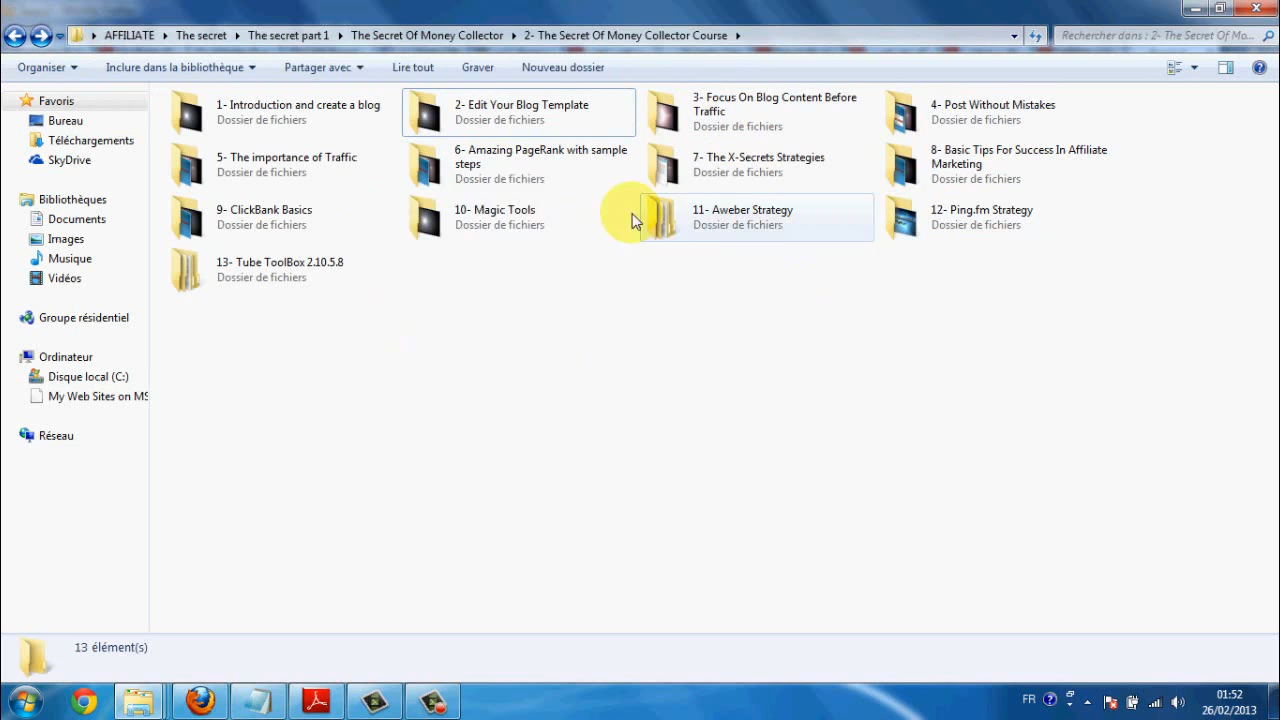 AFFILIATE The secret The secret part 1 The Secret Of Money Collector 2- The Secret Of Money Collector Course
Rechercher dans : 2- The Secret Of Mo...
Organiser Inclure dans la bibliothèque Partager avec Lire tout Graver Nouveau dossier
Favoris
Bureau
Téléchargements
SkyDrive
Bibliothèques
Documents
Images
Musique
Vidéos
Groupe résidentiel
Ordinateur
Disque local (C:)
My Web Sites on MS
Réseau
1- Introduction and create a blog
Dossier de fichiers
2- Edit Your Blog Template
Dossier de fichiers
3- Focus On Blog Content Before
Traffic
Dossier de fichiers
4- Post Without Mistakes
Dossier de fichiers
5- The importance of Traffic
Dossier de fichiers
6- Amazing PageRank with sample
steps
Dossier de fichiers
7- The X-Secrets Strategies
Dossier de fichiers
8- Basic Tips For Success In Affiliate
Marketing
Dossier de fichiers
9- ClickBank Basics
Dossier de fichiers
10- Magic Tools
Dossier de fichiers
11- Aweber Strategy
Dossier de fichiers
12- Ping.fm Strategy
Dossier de fichiers
13- Tube ToolBox 2.10.5.8
Dossier de fichiers
13 élément(s)
FR
01:52
26/02/2013